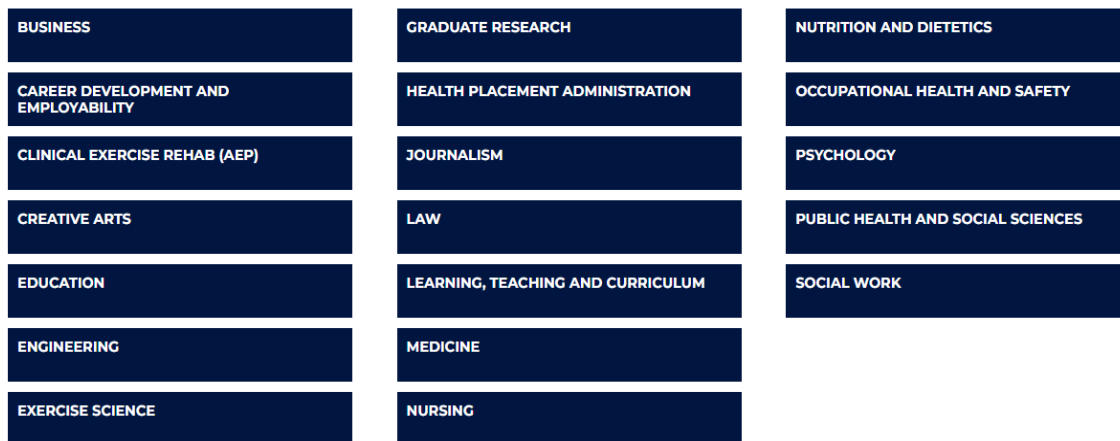 BUSINESS
CAREER DEVELOPMENT AND
EMPLOYABILITY
CLINICAL EXERCISE REHAB (AEP)
CREATIVE ARTS
EDUCATION
ENGINEERING
EXERCISE SCIENCE
GRADUATE RESEARCH
HEALTH PLACEMENT ADMINISTRATION
JOURNALISM
LAW
LEARNING, TEACHING AND CURRICULUM
MEDICINE
NURSING
NUTRITION AND DIETETICS
OCCUPATIONAL HEALTH AND SAFETY
PSYCHOLOGY
PUBLIC HEALTH AND SOCIAL SCIENCES
SOCIAL WORK